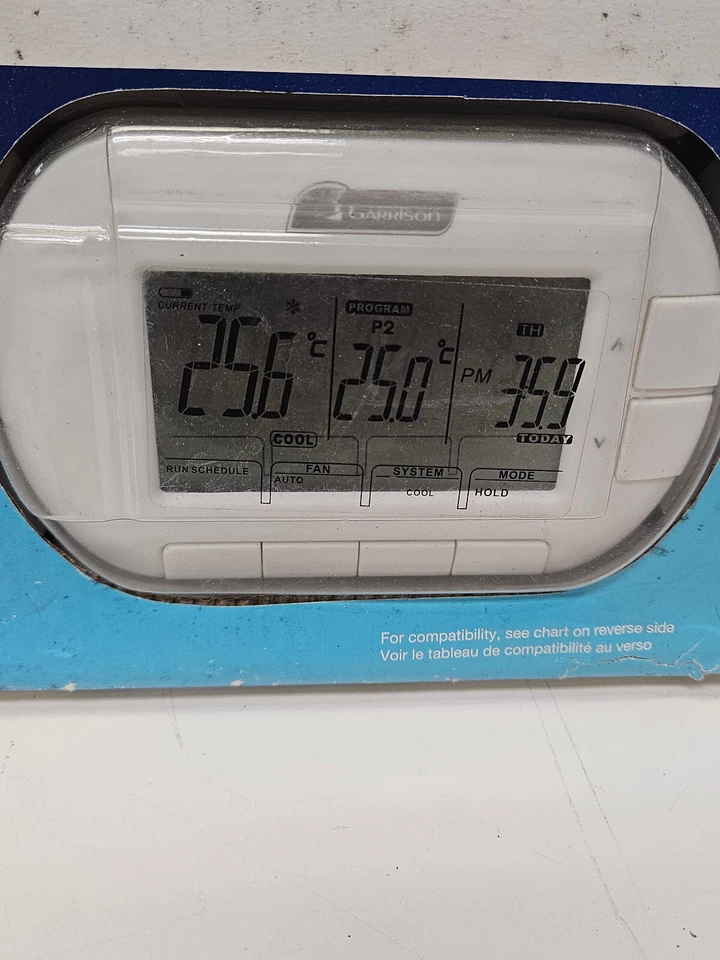 GARRISON
CURRENT TEMP
25.6 °C
PROGRAM
P2
25.0 °C
TH
PM 3:59
TODAY
COOL
RUN SCHEDULE
FAN
AUTO
SYSTEM
COOL
MODE
HOLD
For compatibility, see chart on reverse side
Voir le tableau de compatibilité au verso